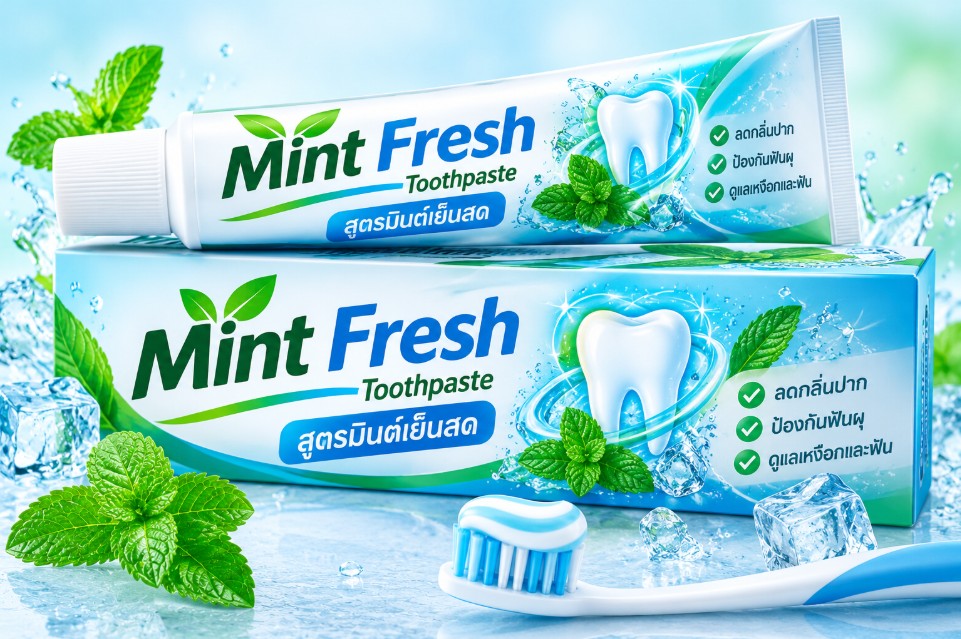 Mint Fresh
Toothpaste
สูตรมินต์เย็นสด
ลดกลิ่นปาก
ป้องกันฟันผุ
ดูแลเหงือกและฟัน
Mint Fresh
Toothpaste
สูตรมินต์เย็นสด
ลดกลิ่นปาก
ป้องกันฟันผุ
ดูแลเหงือกและฟัน